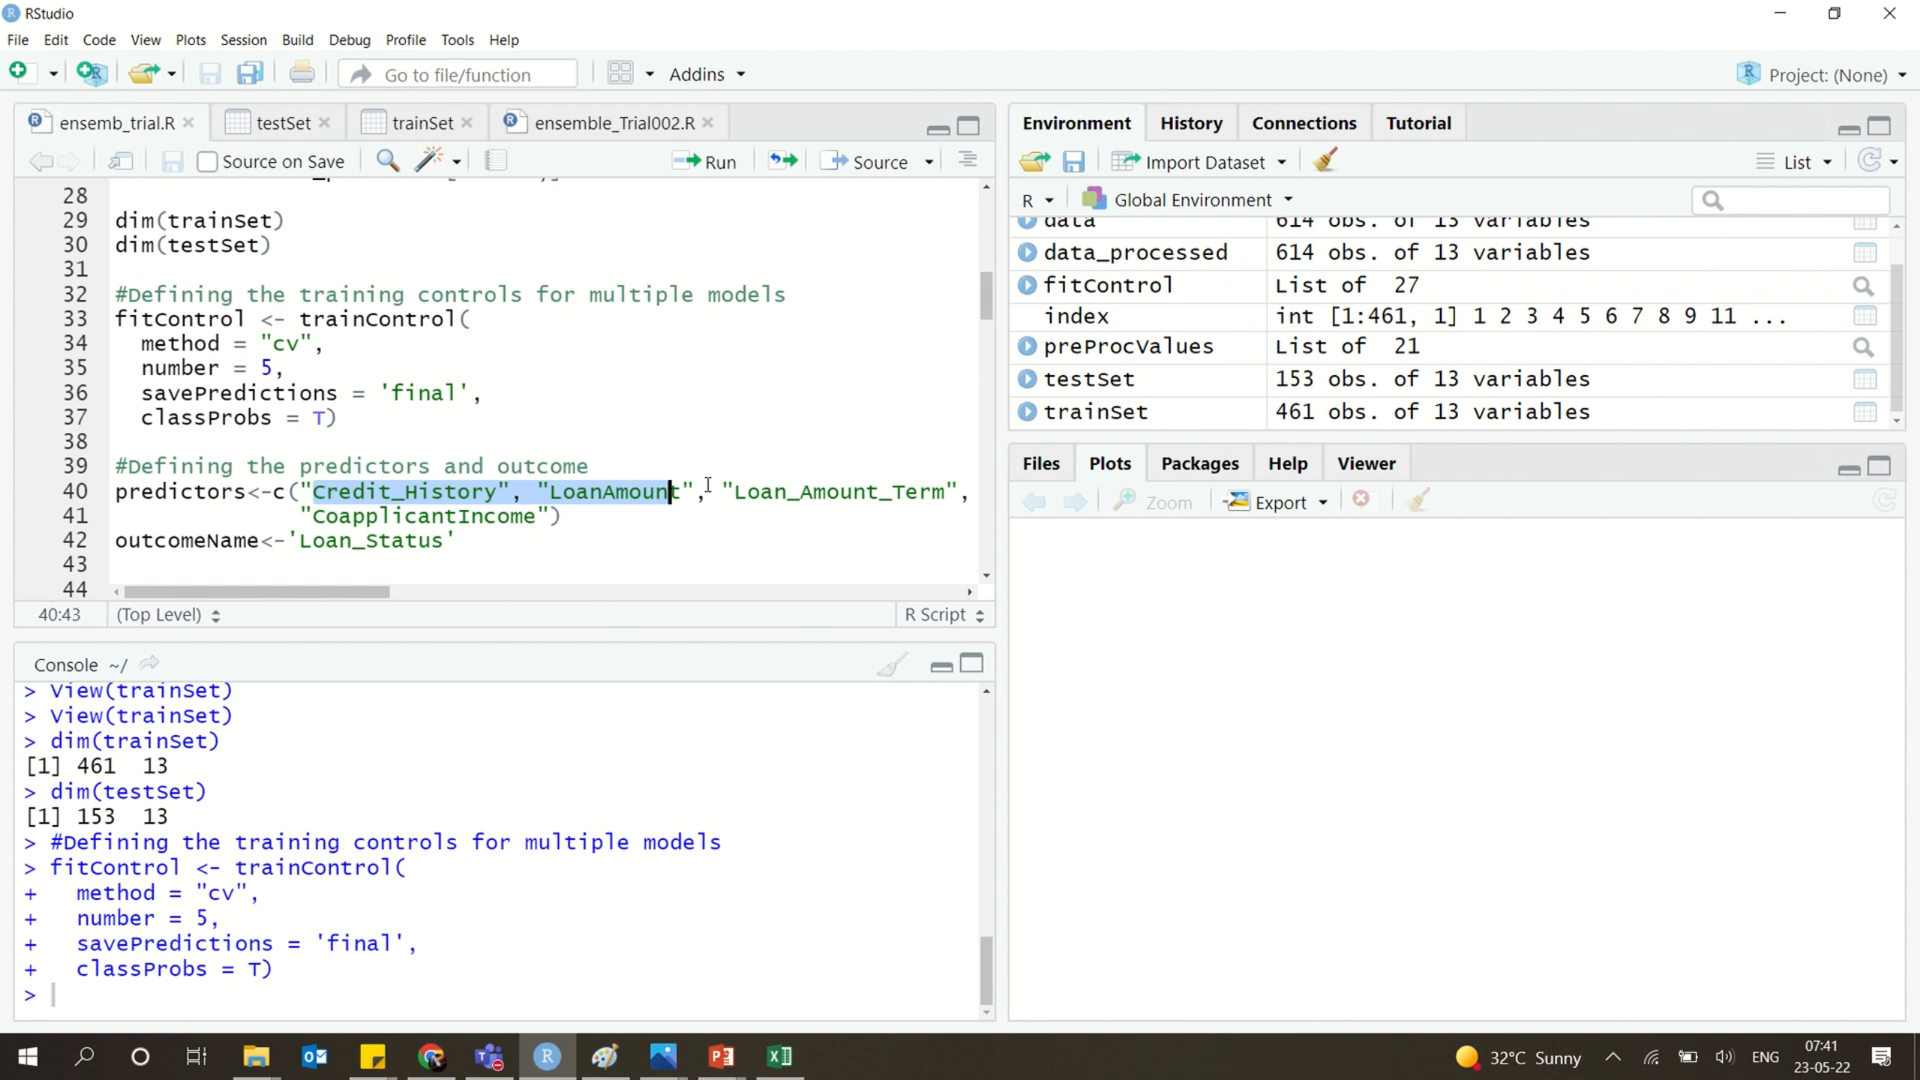 RStudio
File Edit Code View Plots Session Build Debug Profile Tools Help
Go to file/function Addins Project: (None)
ensemb_trial.R testSet trainSet ensemble_Trial002.R
Source on Save Run Source
28
29 dim(trainSet)
30 dim(testSet)
31
32 #Defining the training controls for multiple models
33 fitControl <- trainControl(
34 method = "cv",
35 number = 5,
36 savePredictions = 'final',
37 classProbs = T)
38
39 #Defining the predictors and outcome
40 predictors<-c("Credit_History", "LoanAmount", "Loan_Amount_Term",
41 "CoapplicantIncome")
42 outcomeName<-'Loan_Status'
43
44
40:43 (Top Level) R Script
Console ~/
> View(trainSet)
> View(trainSet)
> dim(trainSet)
[1] 461 13
> dim(testSet)
[1] 153 13
> #Defining the training controls for multiple models
> fitControl <- trainControl(
+ method = "cv",
+ number = 5,
+ savePredictions = 'final',
+ classProbs = T)
>
Environment History Connections Tutorial
Import Dataset List
R Global Environment
data 614 obs. of 13 variables
data_processed 614 obs. of 13 variables
fitControl List of 27
index int [1:461, 1] 1 2 3 4 5 6 7 8 9 11 ...
preProcValues List of 21
testSet 153 obs. of 13 variables
trainSet 461 obs. of 13 variables
Files Plots Packages Help Viewer
Zoom Export
32°C Sunny ENG 07:41
23-05-22